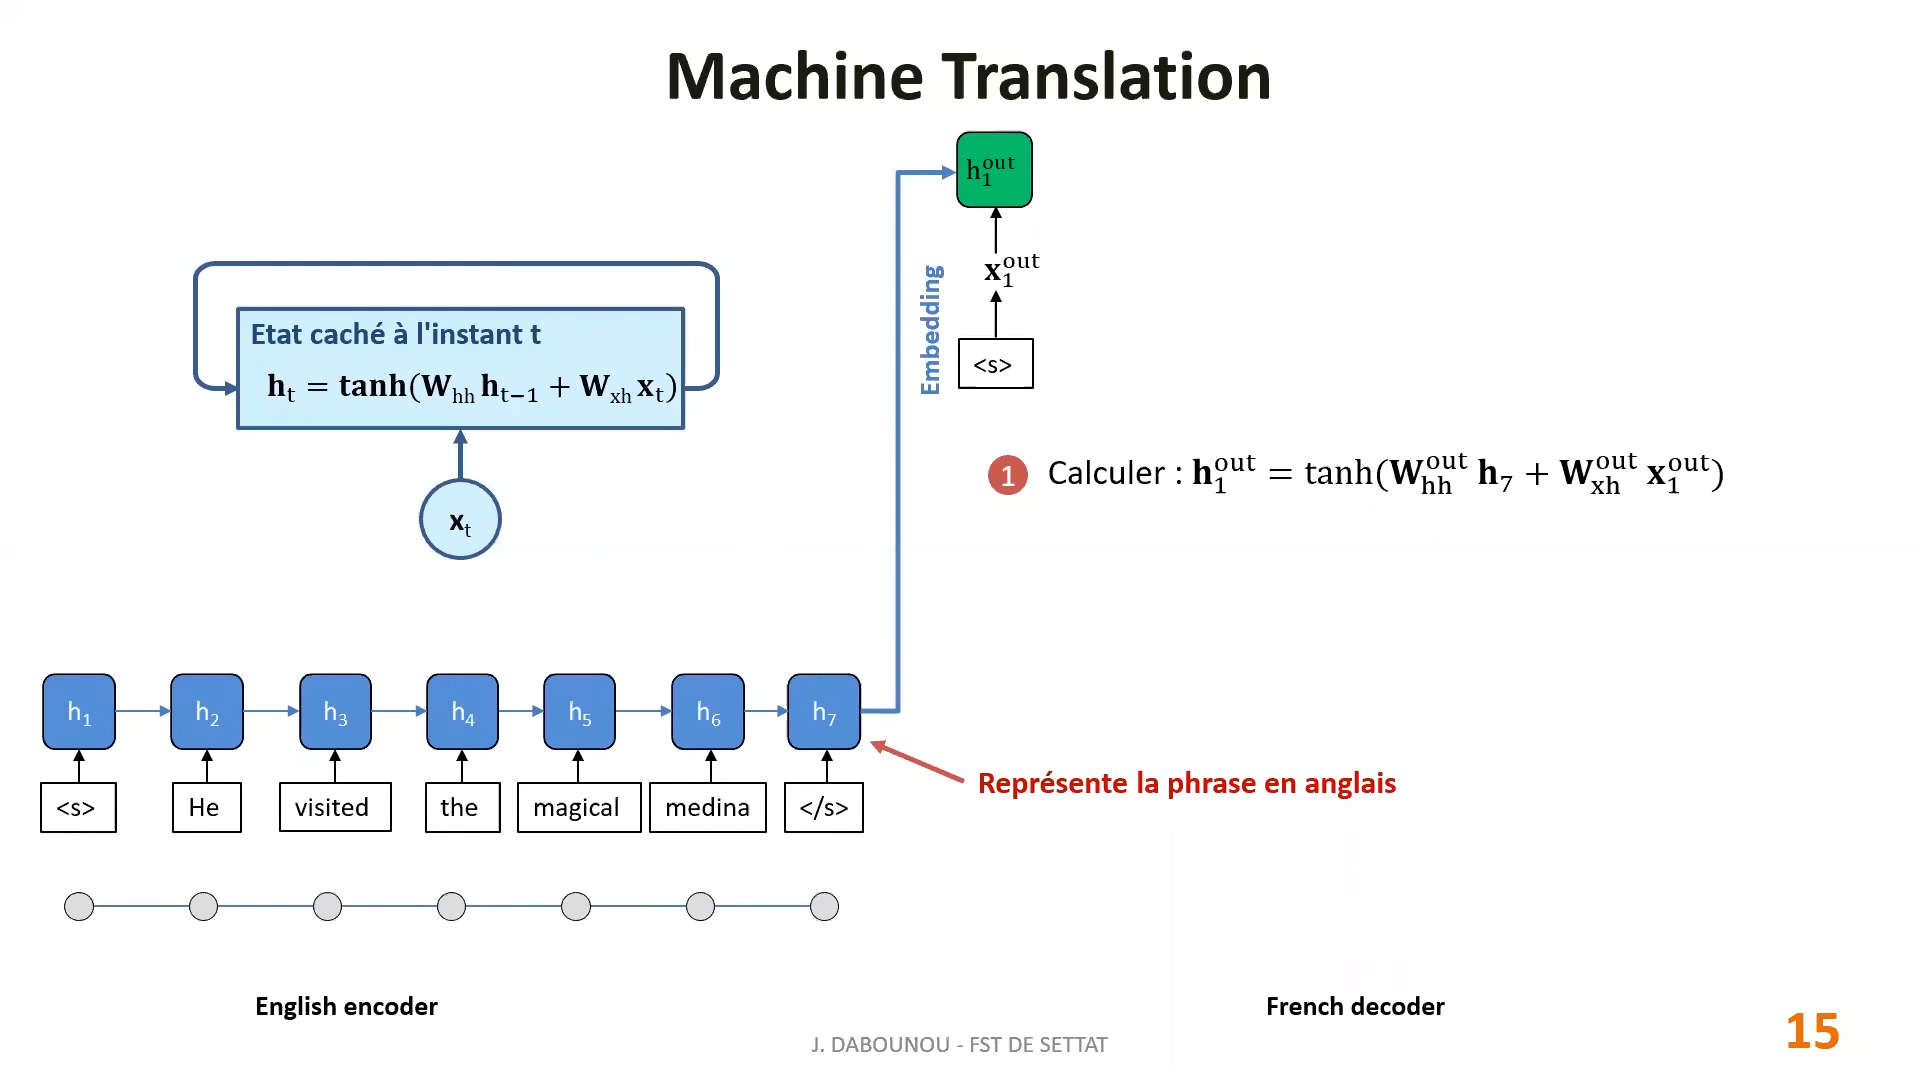 Machine Translation
h₁ᵒᵘᵗ
x₁ᵒᵘᵗ
Embedding
<s>
Etat caché à l'instant t
hₜ = tanh(Wₕₕ hₜ₋₁ + Wₓₕ xₜ)
xₜ
1 Calculer : h₁ᵒᵘᵗ = tanh(Wₕₕᵒᵘᵗ h₇ + Wₓₕᵒᵘᵗ x₁ᵒᵘᵗ)
h₁ h₂ h₃ h₄ h₅ h₆ h₇
Représente la phrase en anglais
<s> He visited the magical medina </s>
English encoder
French decoder
J. DABOUNOU - FST DE SETTAT
15